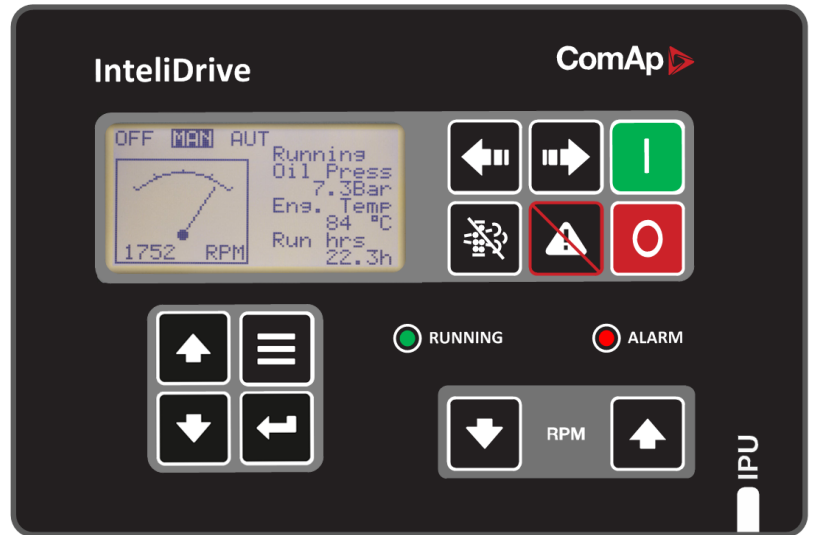 InteliDrive
ComAp
OFF MAN AUT
Running
Oil Press
7.3Bar
Eng. Temp
84 °C
Run hrs
22.3h
1752 RPM
I
O
RUNNING
ALARM
RPM
IPU